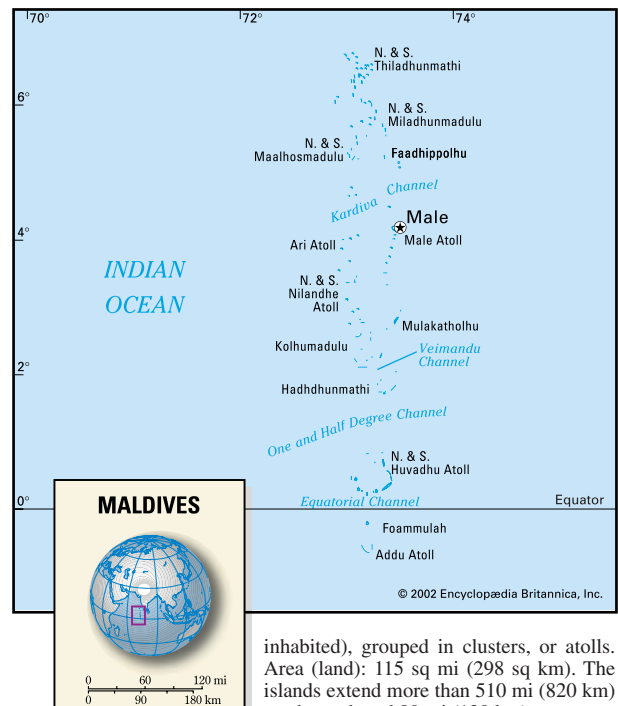 70°
72°
74°
N. & S.
Thiladhunmathi
6°
N. & S.
Miladhunmadulu
N. & S.
Maalhosmadulu
Faadhippolhu
Kardiva Channel
Male
4°
Ari Atoll
Male Atoll
INDIAN
OCEAN
N. & S.
Nilandhe
Atoll
Mulakatholhu
Kolhumadulu
Veimandu
Channel
2°
Hadhdhunmathi
One and Half Degree Channel
N. & S.
Huvadhu Atoll
Equatorial Channel
0°
Equator
MALDIVES
Foammulah
Addu Atoll
© 2002 Encyclopædia Britannica, Inc.
0 60 120 mi
0 90 180 km
inhabited), grouped in clusters, or atolls.
Area (land): 115 sq mi (298 sq km). The
islands extend more than 510 mi (820 km)